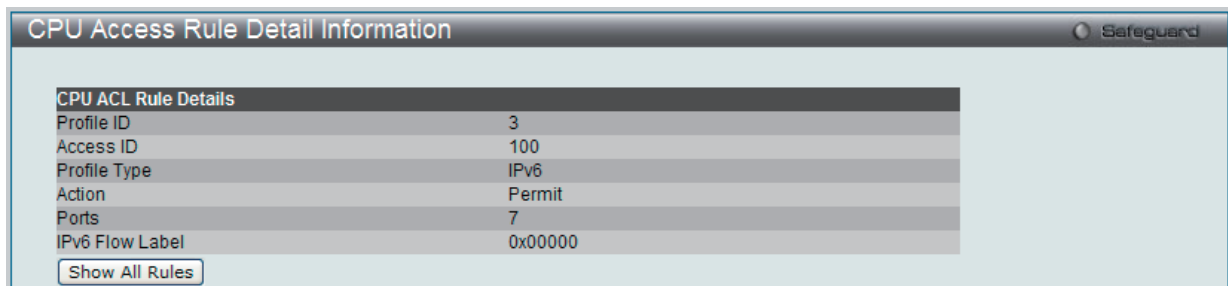 CPU Access Rule Detail Information
Safeguard
CPU ACL Rule Details
Profile ID 3
Access ID 100
Profile Type IPv6
Action Permit
Ports 7
IPv6 Flow Label 0x00000
Show All Rules